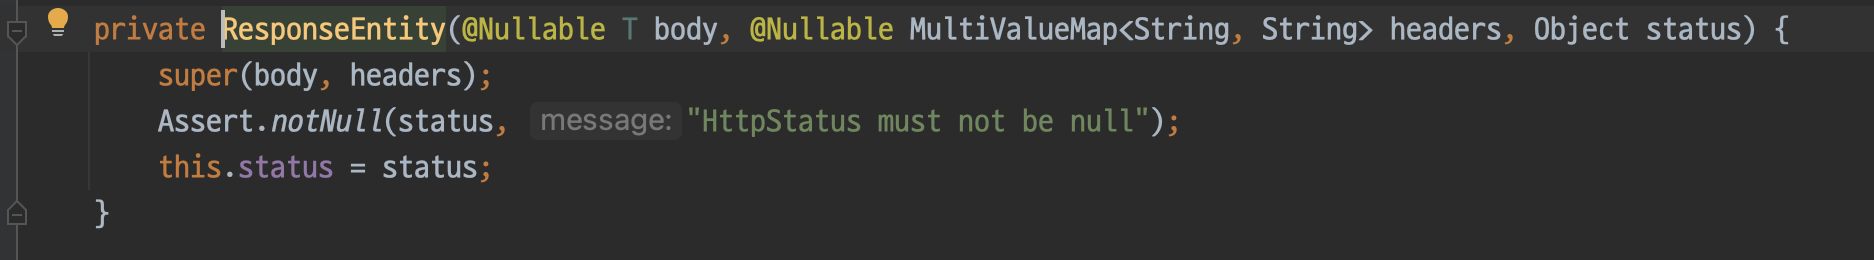 private ResponseEntity(@Nullable T body, @Nullable MultiValueMap<String, String> headers, Object status) {
super(body, headers);
Assert.notNull(status, message: "HttpStatus must not be null");
this.status = status;
}